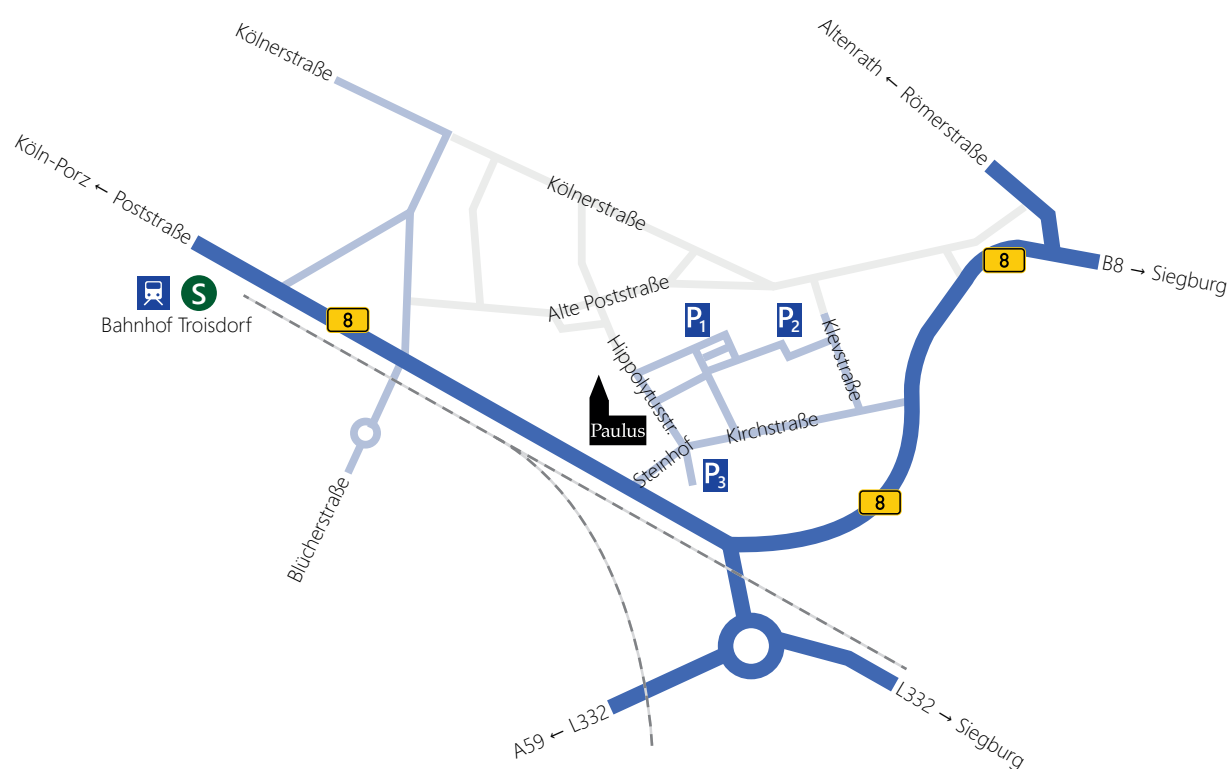 Kölnerstraße
Altenrath ← Römerstraße
Köln-Porz ← Poststraße
Kölnerstraße
B8 → Siegburg
8
S
Bahnhof Troisdorf
8
Alte Poststraße
P1
P2
Klevstraße
Hippolytusstr.
Paulus
Kirchstraße
Steinhof
P3
8
Blücherstraße
A59 ← L332
L332 → Siegburg